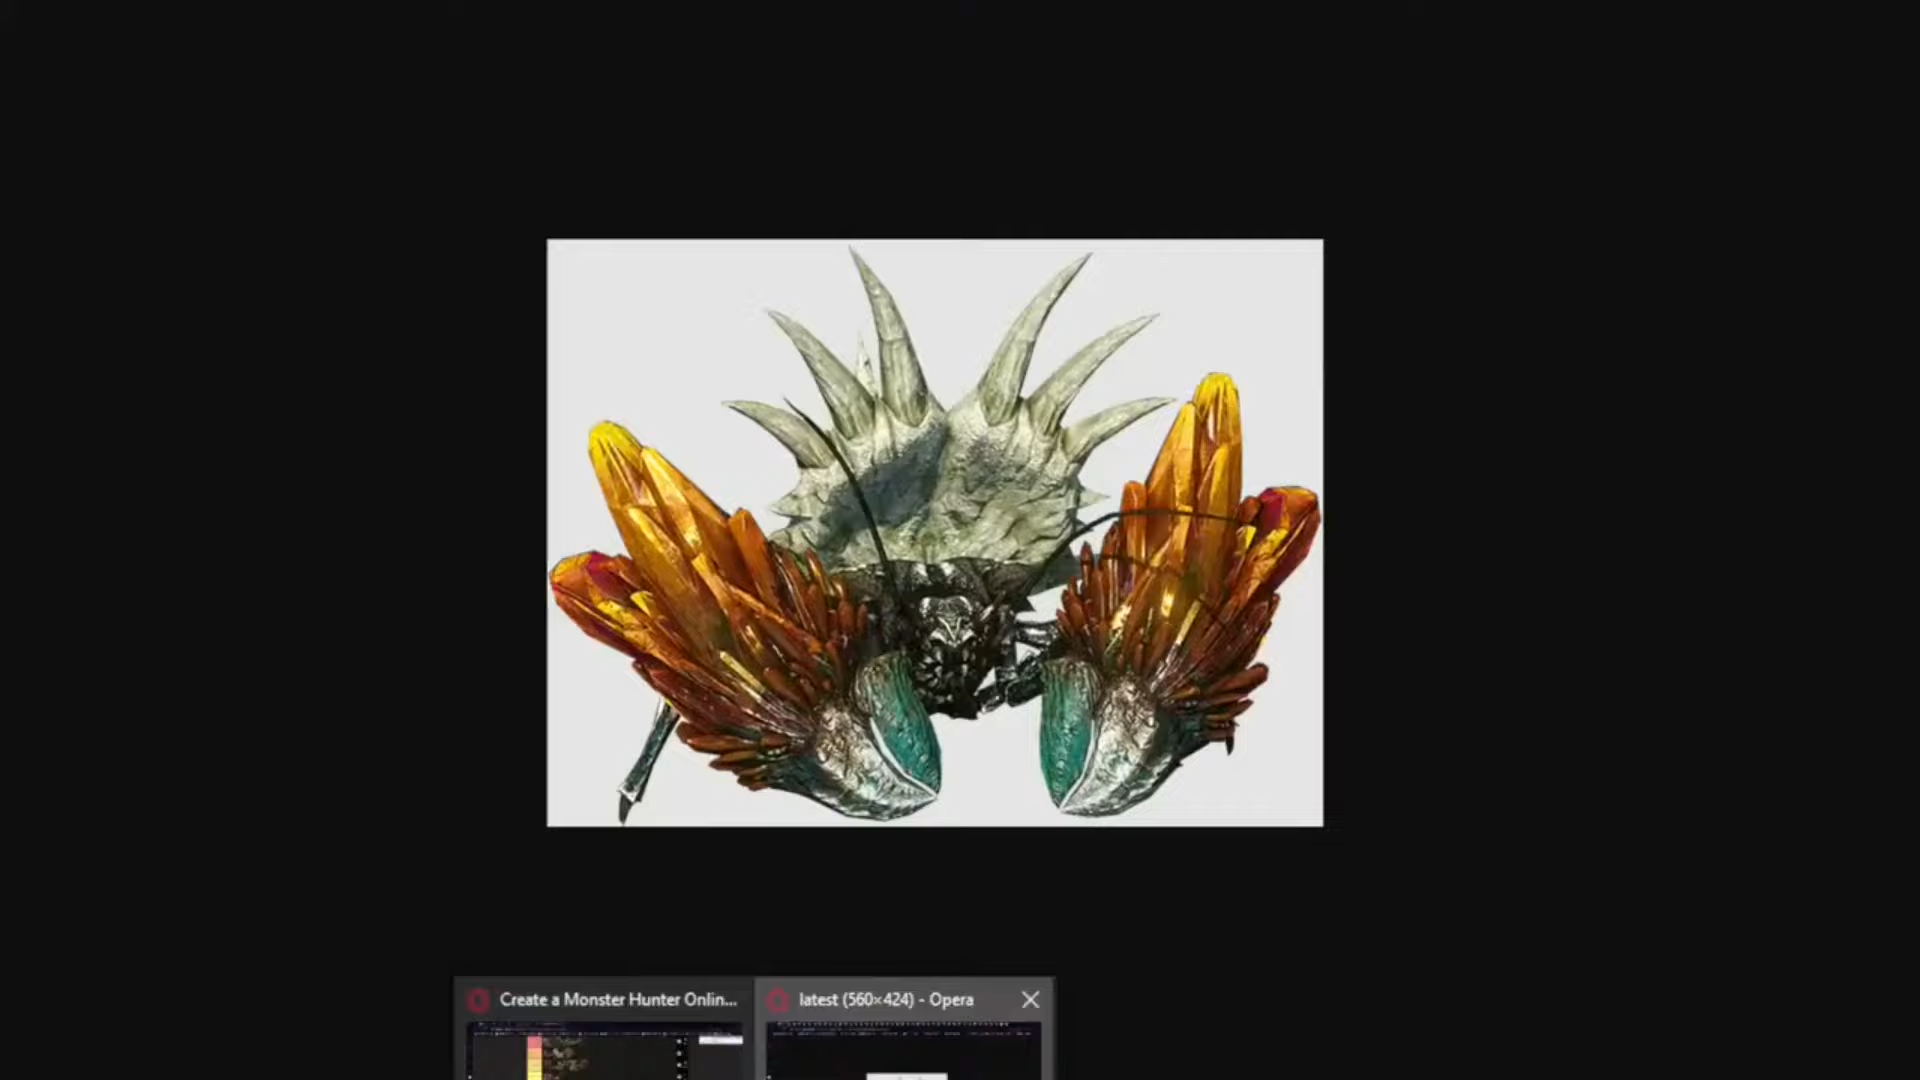 Create a Monster Hunter Onlin...
latest (560×424) - Opera